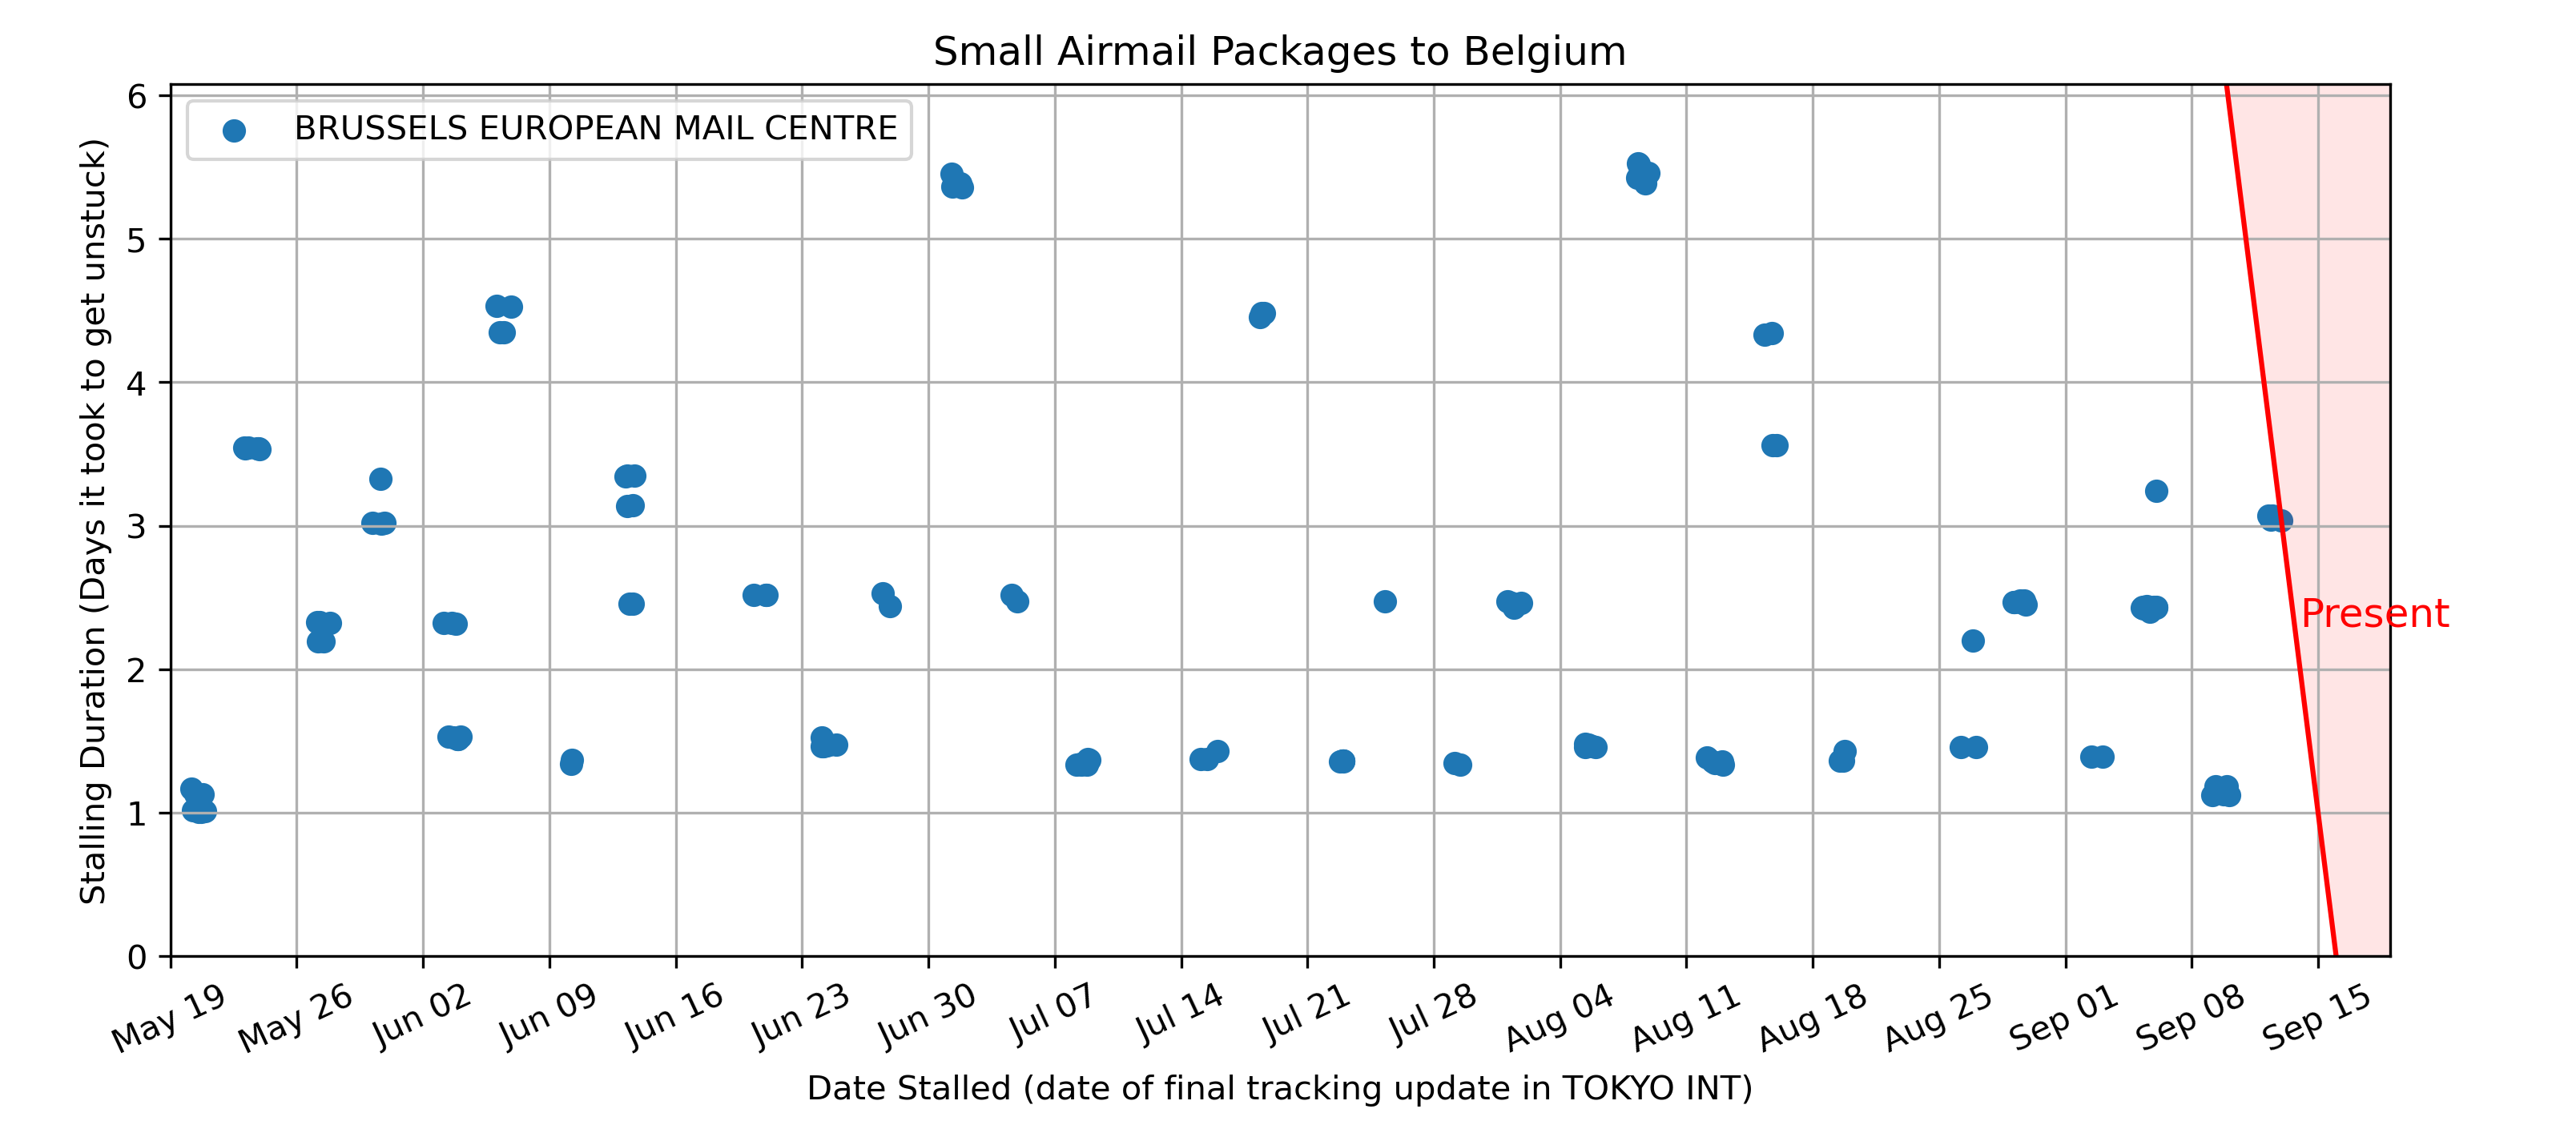 Small Airmail Packages to Belgium
BRUSSELS EUROPEAN MAIL CENTRE
Stalling Duration (Days it took to get unstuck)
6
5
4
3
2
1
0
Present
May 19
May 26
Jun 02
Jun 09
Jun 16
Jun 23
Jun 30
Jul 07
Jul 14
Jul 21
Jul 28
Aug 04
Aug 11
Aug 18
Aug 25
Sep 01
Sep 08
Sep 15
Date Stalled (date of final tracking update in TOKYO INT)